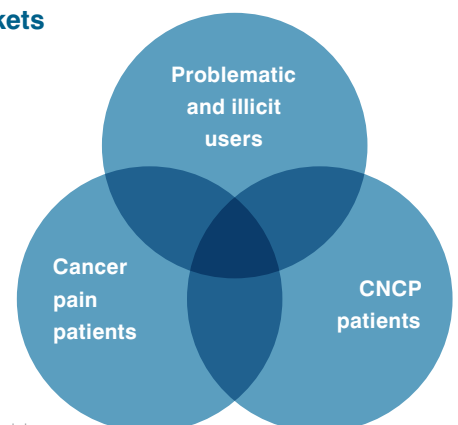 kets
Problematic
and illicit
users
Cancer
pain
patients
CNCP
patients